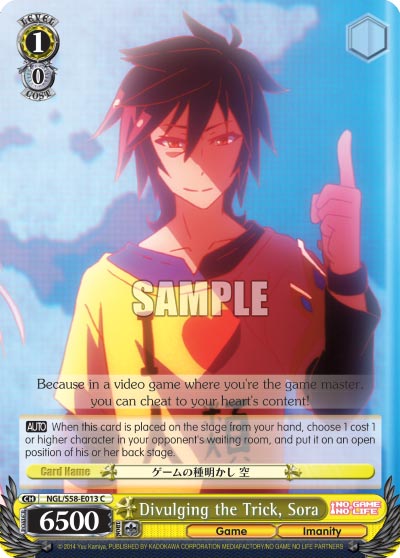 LEVEL
1
0
COST
SAMPLE
Because in a video game where you're the game master,
you can cheat to your heart's content!
AUTO When this card is placed on the stage from your hand, choose 1 cost 1
or higher character in your opponent's waiting room, and put it on an open
position of his or her back stage.
Card Name ゲームの種明かし 空
CH NGL/S58-E013 C
POWER
6500
Divulging the Trick, Sora
NO GAME NO LIFE
Game Imanity
© 2014 Yuu Kamiya, PUBLISHED BY KADOKAWA CORPORATION MEDIAFACTORY/NO GAME NO LIFE PARTNERS